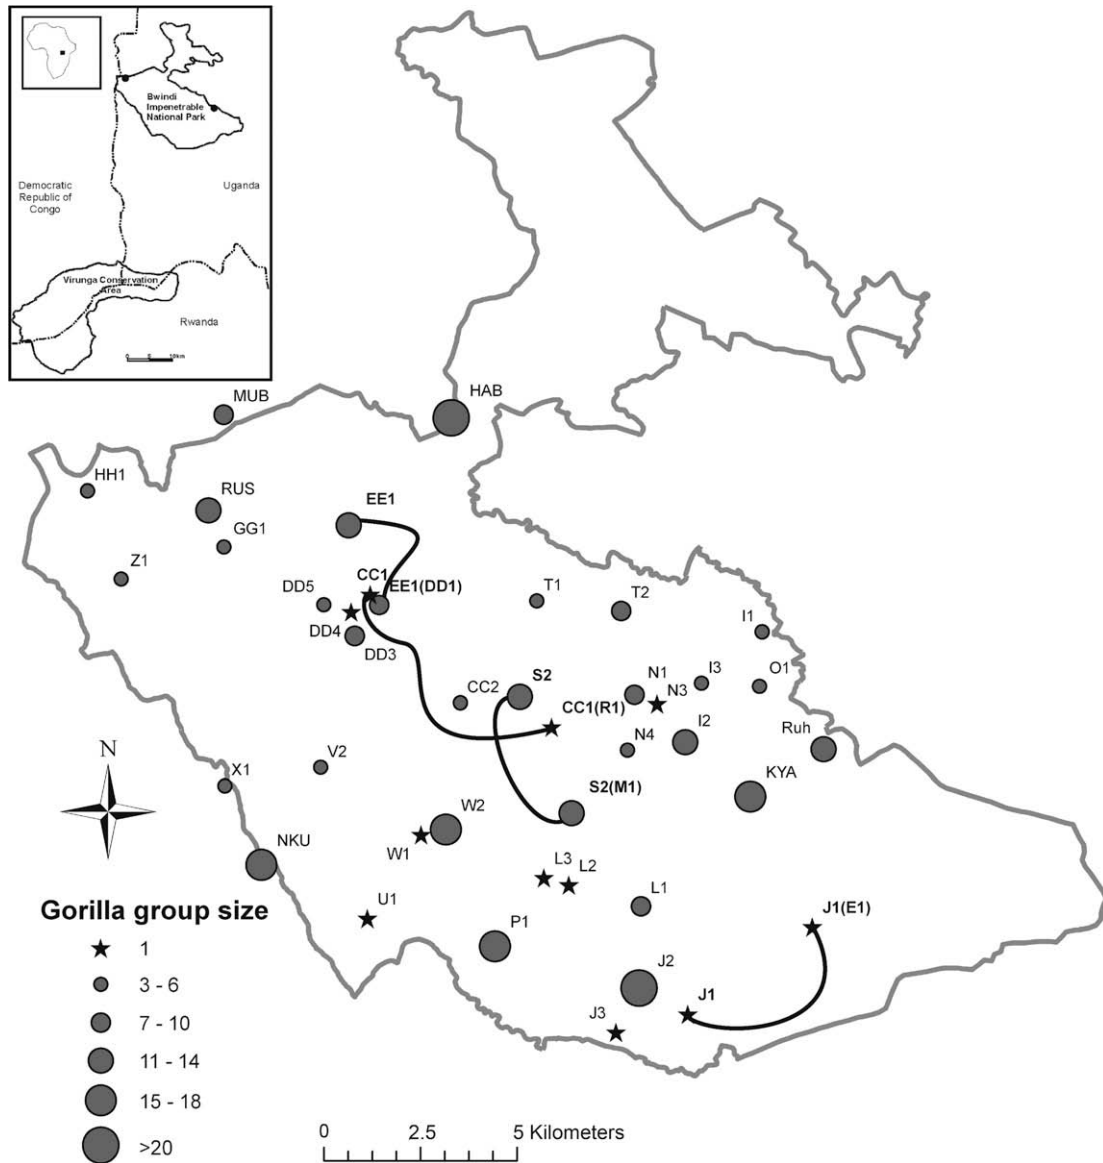 Bwindi
Impenetrable
National Park
Democratic
Republic of
Congo
Uganda
Virunga Conservation
Area
Rwanda
0 5 10km
MUB
HAB
HH1
RUS
EE1
GG1
Z1
CC1
DD5
EE1(DD1)
T1
T2
DD4
I1
DD3
S2
N1
I3
O1
CC2
N3
CC1(R1)
I2
Ruh
N4
V2
N
X1
S2(M1)
KYA
W2
W1
NKU
L3
L2
U1
L1
J1(E1)
P1
J2
J1
J3
Gorilla group size
1
3 - 6
7 - 10
11 - 14
15 - 18
>20
0 2.5 5 Kilometers